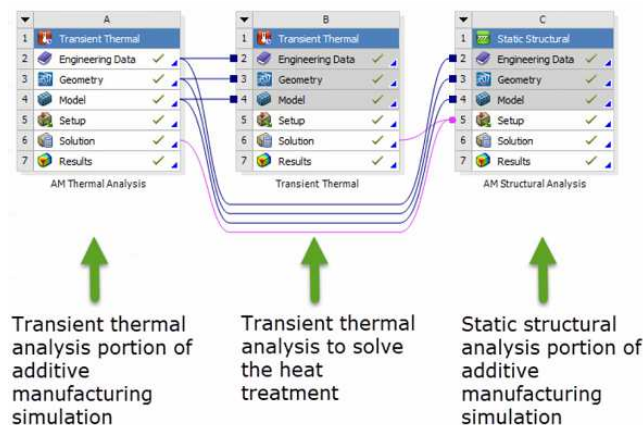 A
1 Transient Thermal
2 Engineering Data
3 Geometry
4 Model
5 Setup
6 Solution
7 Results
AM Thermal Analysis
B
1 Transient Thermal
2 Engineering Data
3 Geometry
4 Model
5 Setup
6 Solution
7 Results
Transient Thermal
C
1 Static Structural
2 Engineering Data
3 Geometry
4 Model
5 Setup
6 Solution
7 Results
AM Structural Analysis
Transient thermal
analysis portion of
additive
manufacturing
simulation
Transient thermal
analysis to solve
the heat
treatment
Static structural
analysis portion of
additive
manufacturing
simulation